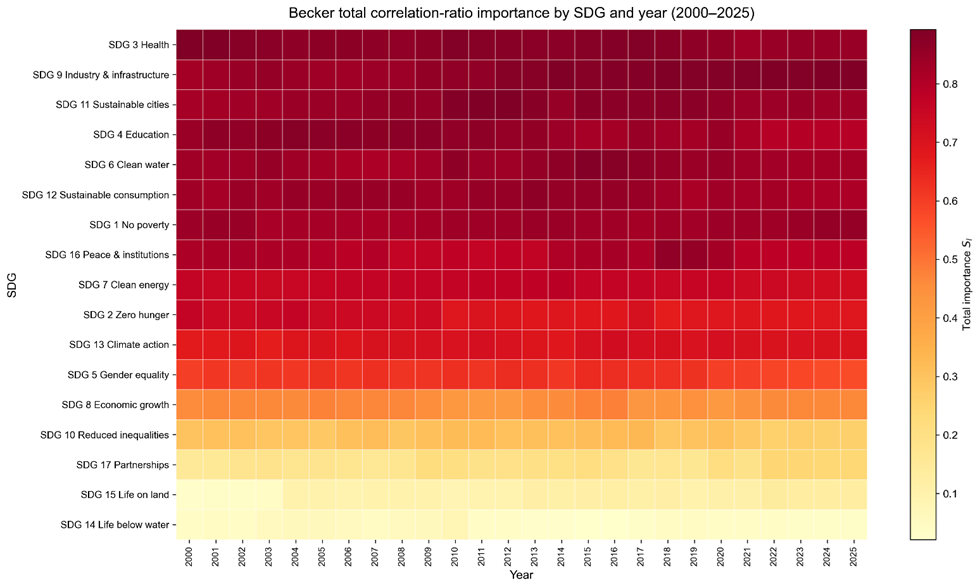 Becker total correlation-ratio importance by SDG and year (2000–2025)
SDG
SDG 3 Health
SDG 9 Industry & infrastructure
SDG 11 Sustainable cities
SDG 4 Education
SDG 6 Clean water
SDG 12 Sustainable consumption
SDG 1 No poverty
SDG 16 Peace & institutions
SDG 7 Clean energy
SDG 2 Zero hunger
SDG 13 Climate action
SDG 5 Gender equality
SDG 8 Economic growth
SDG 10 Reduced inequalities
SDG 17 Partnerships
SDG 15 Life on land
SDG 14 Life below water
2000 2001 2002 2003 2004 2005 2006 2007 2008 2009 2010 2011 2012 2013 2014 2015 2016 2017 2018 2019 2020 2021 2022 2023 2024 2025
Year
0.8
0.7
0.6
0.5
0.4
0.3
0.2
0.1
Total importance S